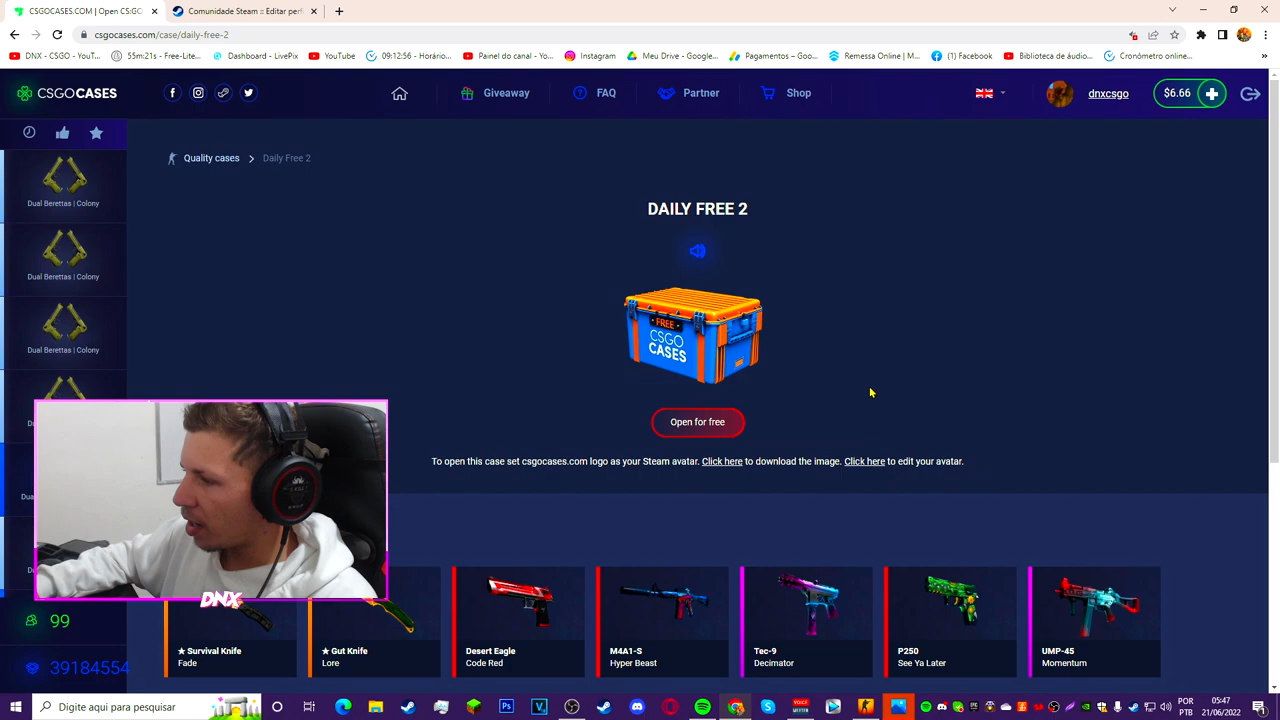 CSGOCASES.COM | Open CS:GO C
Comunidade Steam :: Editar perfi
csgocases.com/case/daily-free-2
DNX - CSGO - YouT...
55m21s - Free-Lite...
Dashboard - LivePix
YouTube
09:12:56 - Horário...
Painel do canal - Yo...
Instagram
Meu Drive - Google...
Pagamentos – Goo...
Remessa Online | M...
(1) Facebook
Biblioteca de áudio...
Cronômetro online...
CSGOCASES
Giveaway
FAQ
Partner
Shop
dnxcsgo
$6.66
Quality cases
Daily Free 2
DAILY FREE 2
FREE
CSGO
CASES
Open for free
To open this case set csgocases.com logo as your Steam avatar. Click here to download the image. Click here to edit your avatar.
Dual Berettas | Colony
Dual Berettas | Colony
Dual Berettas | Colony
DNX
99
39184554
★ Survival Knife
Fade
★ Gut Knife
Lore
Desert Eagle
Code Red
M4A1-S
Hyper Beast
Tec-9
Decimator
P250
See Ya Later
UMP-45
Momentum
Digite aqui para pesquisar
POR
PTB
05:47
21/06/2022